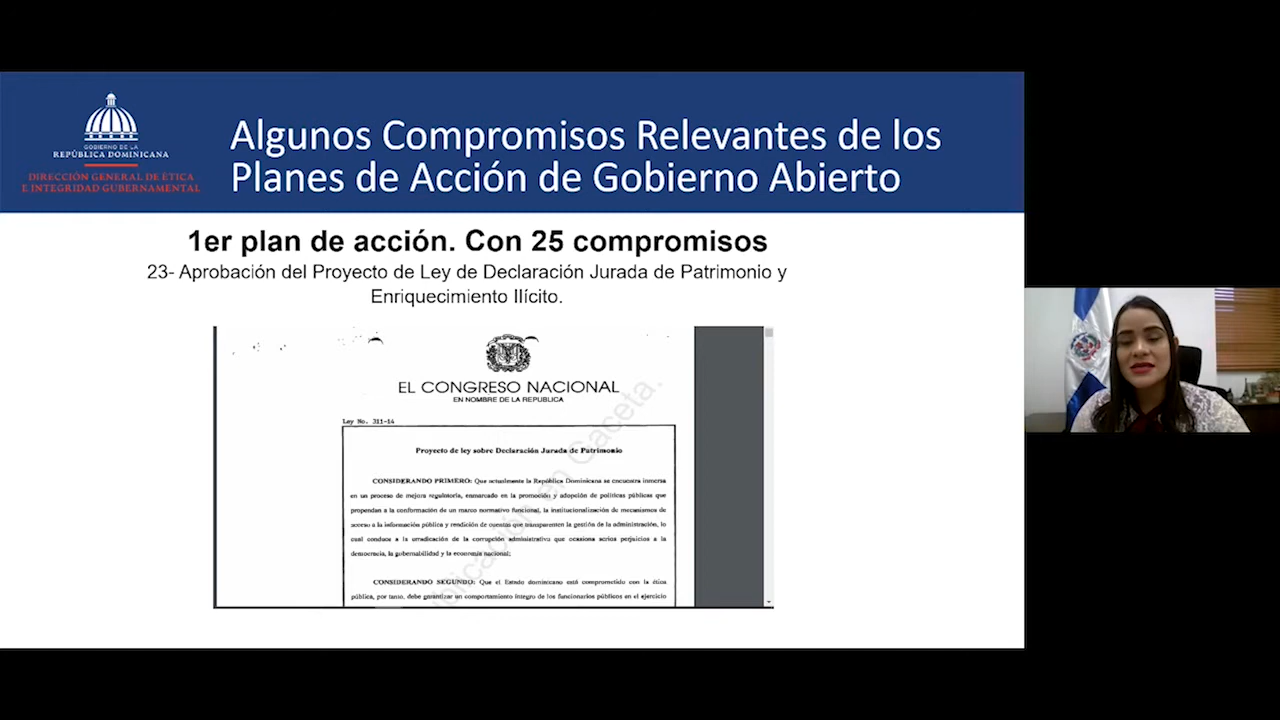 GOBIERNO DE LA
REPÚBLICA DOMINICANA
DIRECCIÓN GENERAL DE ÉTICA
E INTEGRIDAD GUBERNAMENTAL
Algunos Compromisos Relevantes de los
Planes de Acción de Gobierno Abierto
1er plan de acción. Con 25 compromisos
23- Aprobación del Proyecto de Ley de Declaración Jurada de Patrimonio y
Enriquecimiento Ilícito.
EL CONGRESO NACIONAL
EN NOMBRE DE LA REPUBLICA
Ley No. 311-14
Proyecto de ley sobre Declaración Jurada de Patrimonio
CONSIDERANDO PRIMERO: Que actualmente la República Dominicana se encuentra inmersa
en un proceso de mejora regulatoria, enmarcado en la promoción y adopción de políticas públicas que
propendan a la conformación de un marco normativo funcional, la institucionalización de mecanismos de
acceso a la información pública y rendición de cuentas que transparenten la gestión de la administración, lo
cual conduce a la erradicación de la corrupción administrativa que ocasiona serios perjuicios a la
democracia, la gobernabilidad y la economía nacional;
CONSIDERANDO SEGUNDO: Que el Estado dominicano está comprometido con la ética
pública, por tanto, debe garantizar un comportamiento íntegro de los funcionarios públicos en el ejercicio
en Gaceta.